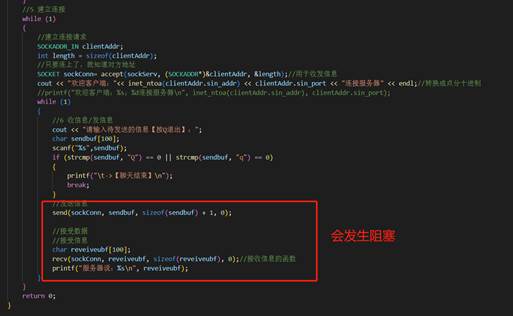 //5 建立连接
while (1)
{
//建立连接请求
SOCKADDR_IN clientAddr;
int length = sizeof(clientAddr);
//只要连上了，就知道对方地址
SOCKET sockConn= accept(sockServ, (SOCKADDR*)&clientAddr, &length);//用于收发信息
cout << "欢迎客户端: "<< inet_ntoa(clientAddr.sin_addr) << clientAddr.sin_port << "连接服务器" << endl;//转换成点分十进制
//printf("欢迎客户端：%s：%d连接服务器\n", inet_ntoa(clientAddr.sin_addr), clientAddr.sin_port);
while (1)
{
//6 收信息/发信息
cout << "请输入待发送的信息【按Q退出】：";
char sendbuf[100];
scanf("%s",sendbuf);
if (strcmp(sendbuf, "Q") == 0 || strcmp(sendbuf, "q") == 0)
{
printf("\t->【聊天结束】\n");
break;
}
//发送信息
send(sockConn, sendbuf, sizeof(sendbuf) + 1, 0);
//接受数据
//接受信息
char reveiveubf[100];
recv(sockConn, reveiveubf, sizeof(reveiveubf), 0);//接收信息的函数
printf("服务器说：%s\n", reveiveubf);
会发生阻塞
}
}
return 0;
}